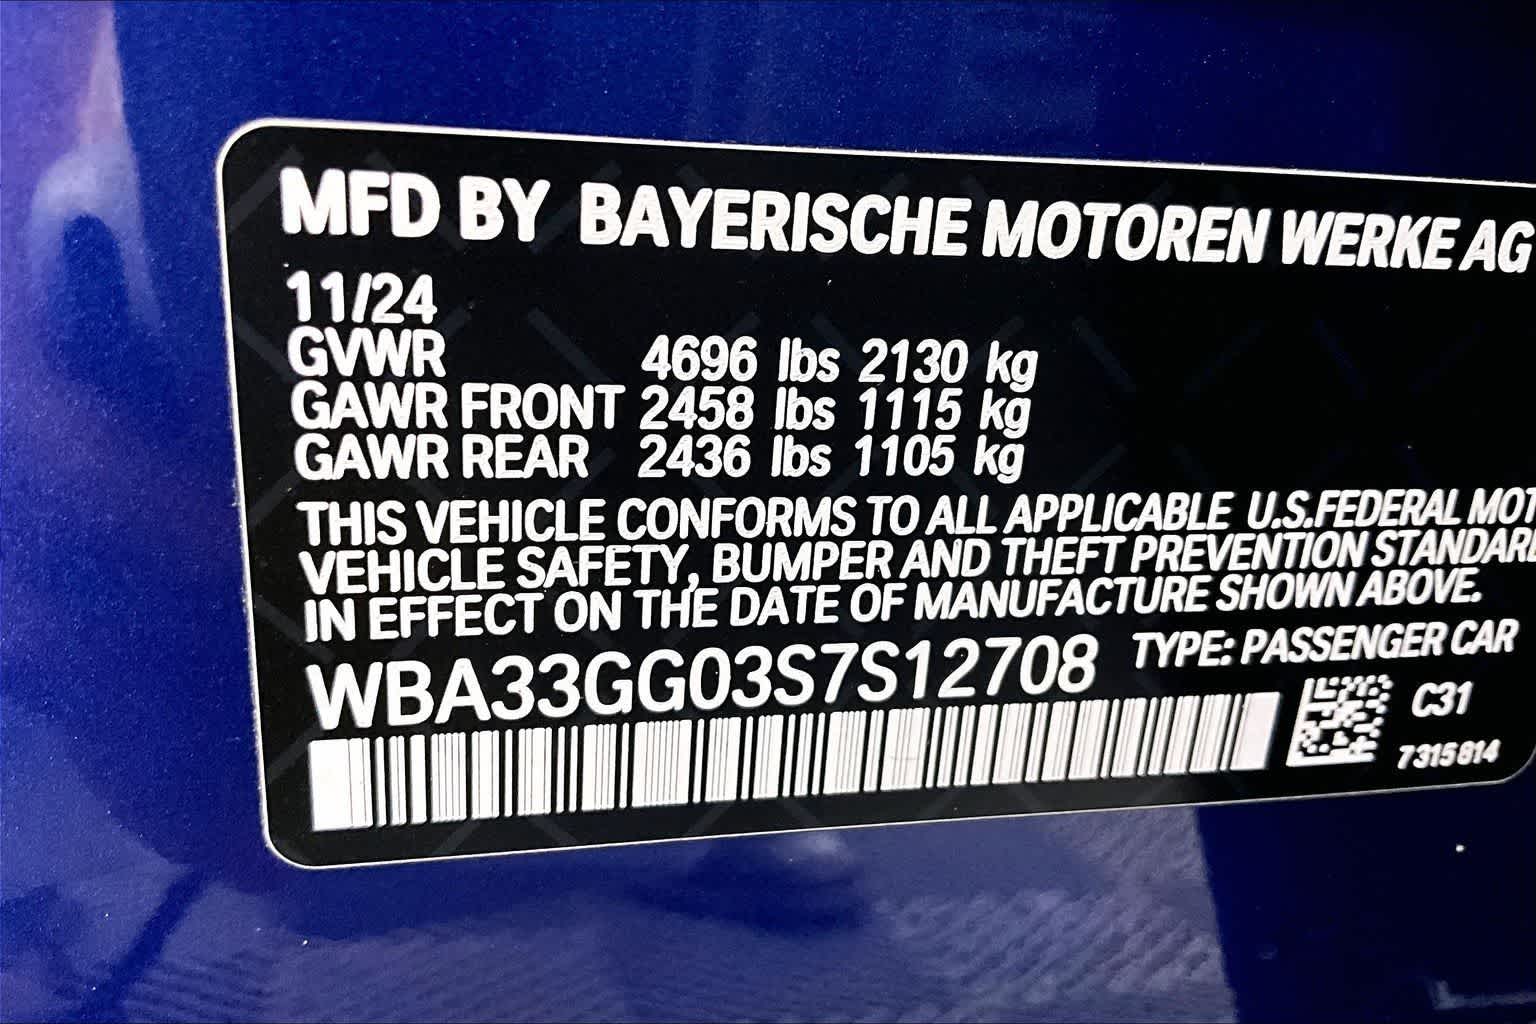 MFD BY BAYERISCHE MOTOREN WERKE AG
11/24
GVWR 4696 lbs 2130 kg
GAWR FRONT 2458 lbs 1115 kg
GAWR REAR 2436 lbs 1105 kg
THIS VEHICLE CONFORMS TO ALL APPLICABLE U.S.FEDERAL MOT
VEHICLE SAFETY, BUMPER AND THEFT PREVENTION STANDARD
IN EFFECT ON THE DATE OF MANUFACTURE SHOWN ABOVE.
WBA33GG03S7S12708 TYPE: PASSENGER CAR
C31
7315814